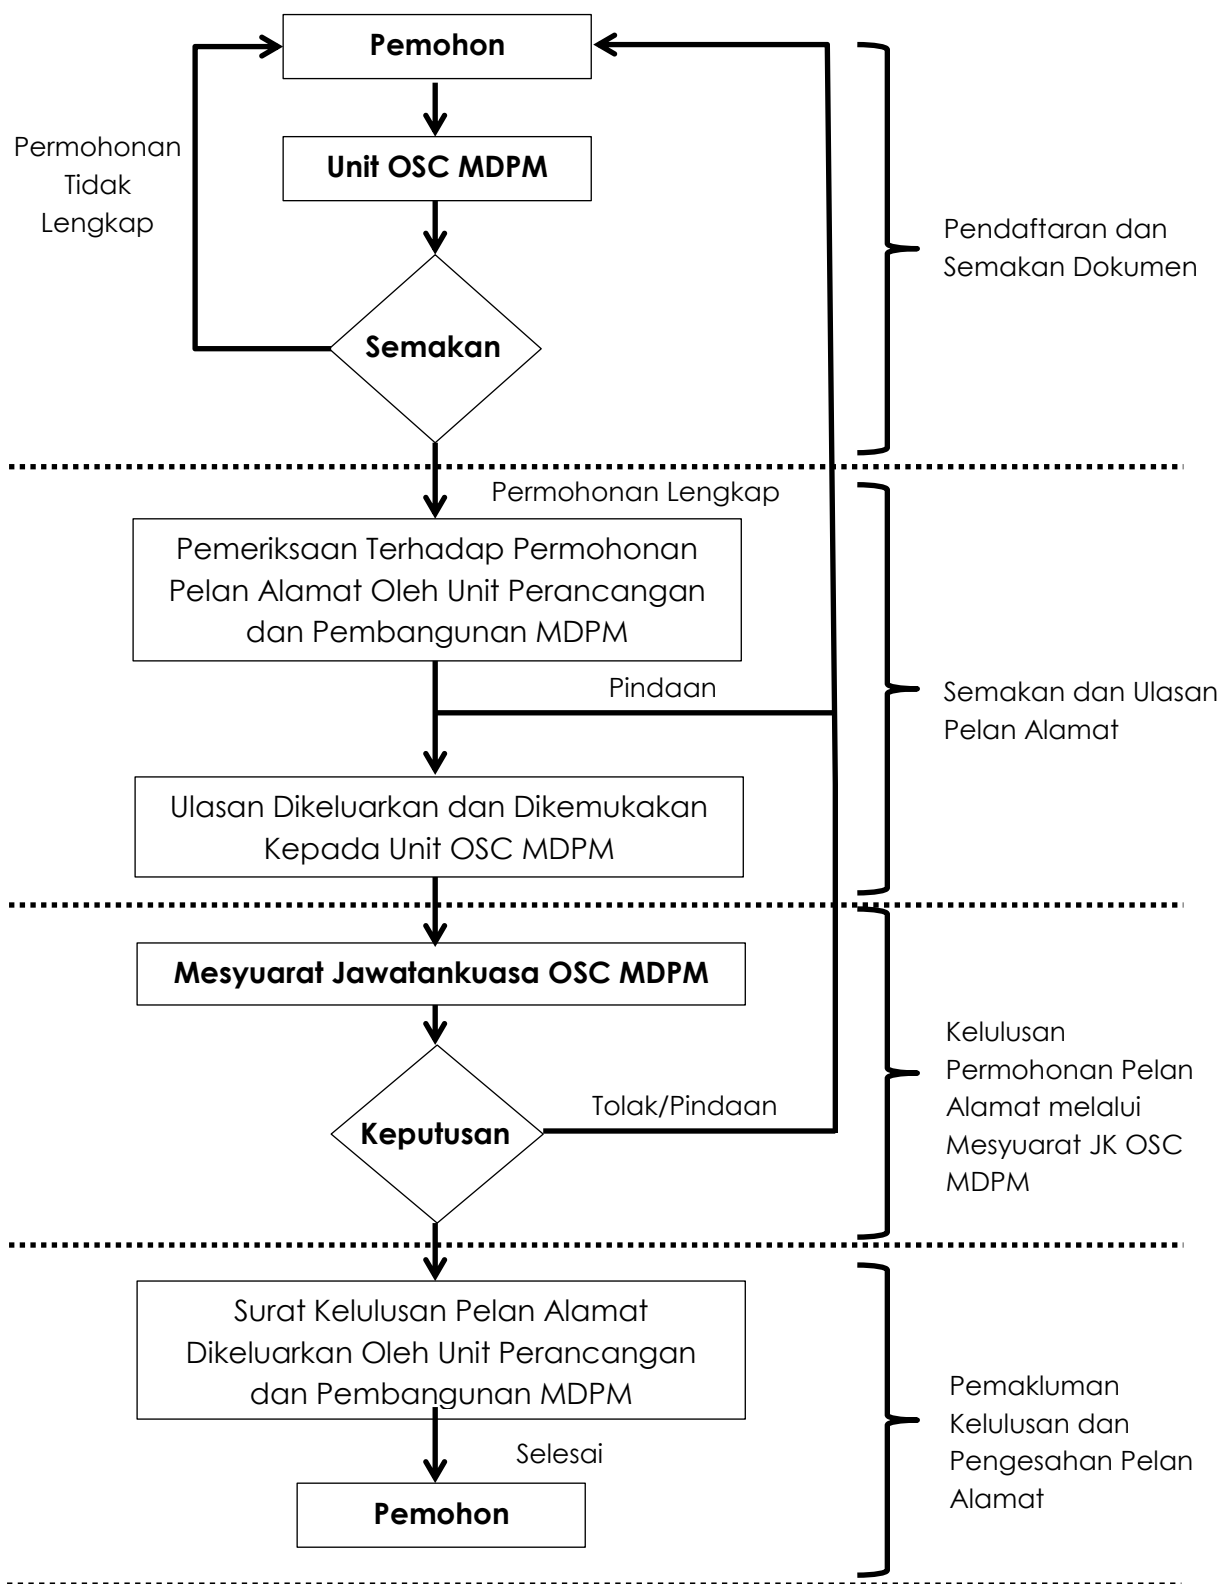 Pemohon
Permohonan
Tidak
Lengkap
Unit OSC MDPM
Pendaftaran dan
Semakan Dokumen
Semakan
Permohonan Lengkap
Pemeriksaan Terhadap Permohonan
Pelan Alamat Oleh Unit Perancangan
dan Pembangunan MDPM
Pindaan
Semakan dan Ulasan
Pelan Alamat
Ulasan Dikeluarkan dan Dikemukakan
Kepada Unit OSC MDPM
Mesyuarat Jawatankuasa OSC MDPM
Kelulusan
Permohonan Pelan
Alamat melalui
Mesyuarat JK OSC
MDPM
Tolak/Pindaan
Keputusan
Surat Kelulusan Pelan Alamat
Dikeluarkan Oleh Unit Perancangan
dan Pembangunan MDPM
Pemakluman
Kelulusan dan
Pengesahan Pelan
Alamat
Selesai
Pemohon